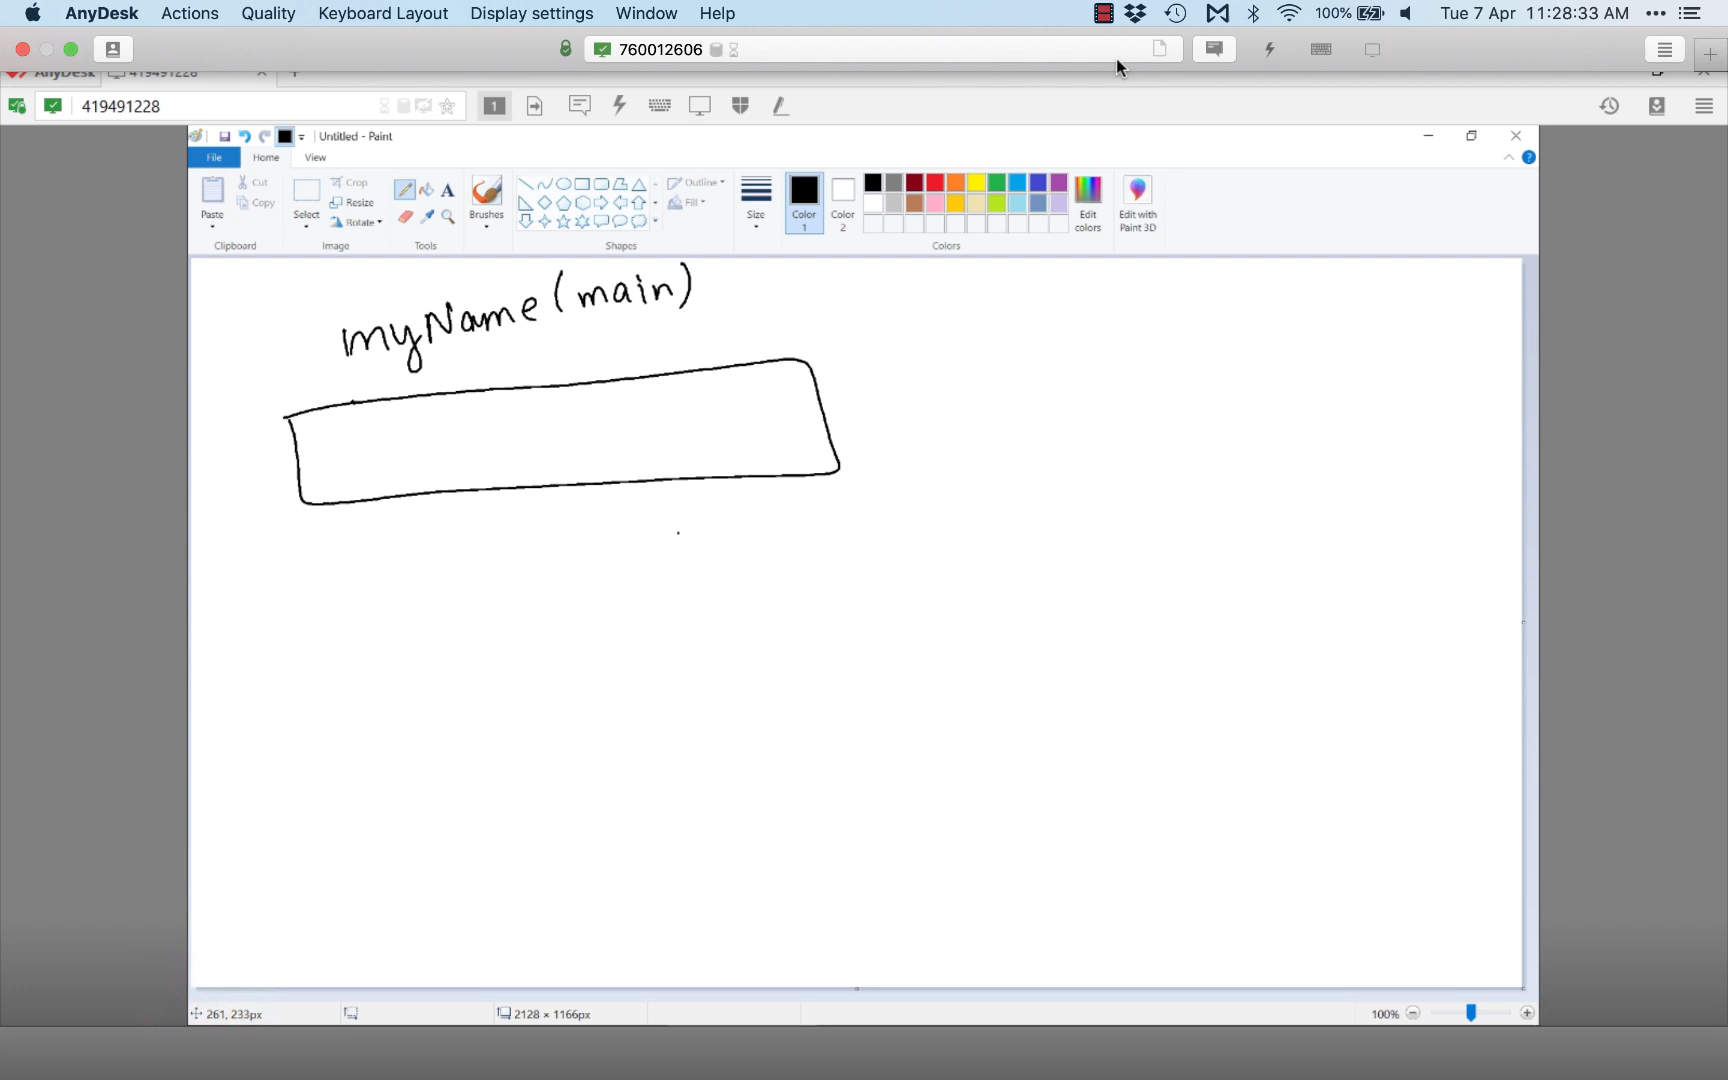 AnyDesk Actions Quality Keyboard Layout Display settings Window Help 100% Tue 7 Apr 11:28:33 AM
760012606
AnyDesk 419491228
419491228 1
Untitled - Paint
File Home View
Paste Cut Copy Select Crop Resize Rotate A Brushes Outline Fill Size Color 1 Color 2 Edit colors Edit with Paint 3D
Clipboard Image Tools Shapes Colors
myName(main)
261, 233px 2128 × 1166px 100%